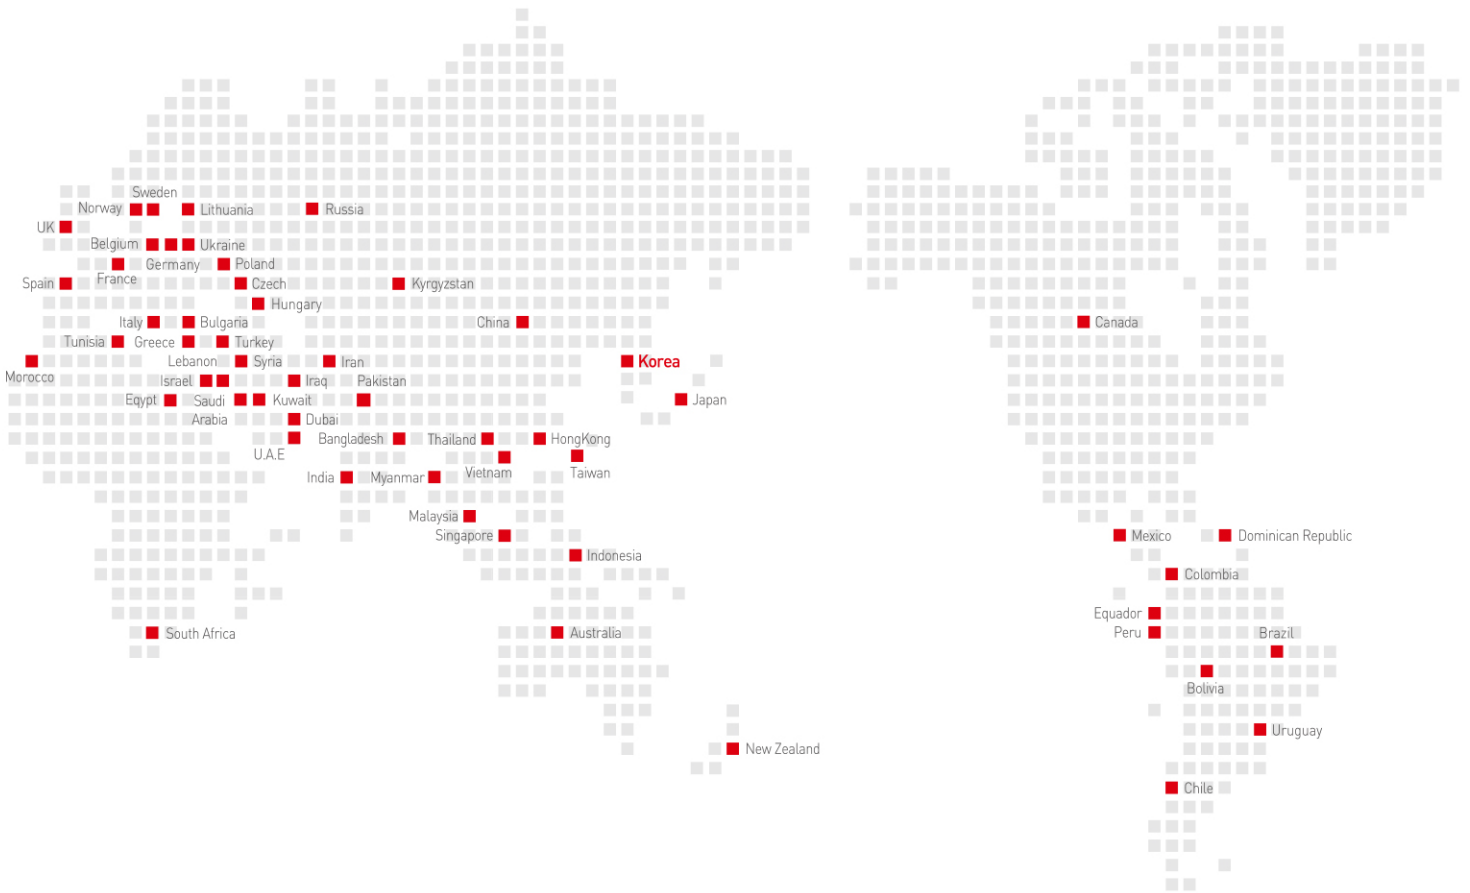 Sweden
Norway
Lithuania
Russia
UK
Belgium
Ukraine
Germany
Poland
France
Spain
Czech
Kyrgyzstan
Hungary
Italy
Bulgaria
China
Canada
Tunisia
Greece
Turkey
Lebanon
Syria
Iran
Korea
Morocco
Israel
Iraq
Pakistan
Eqypt
Saudi
Arabia
Kuwait
Japan
Dubai
Bangladesh
Thailand
HongKong
U.A.E
Vietnam
Taiwan
India
Myanmar
Malaysia
Singapore
Mexico
Dominican Republic
Indonesia
Colombia
Equador
South Africa
Australia
Peru
Brazil
Bolivia
Uruguay
New Zealand
Chile